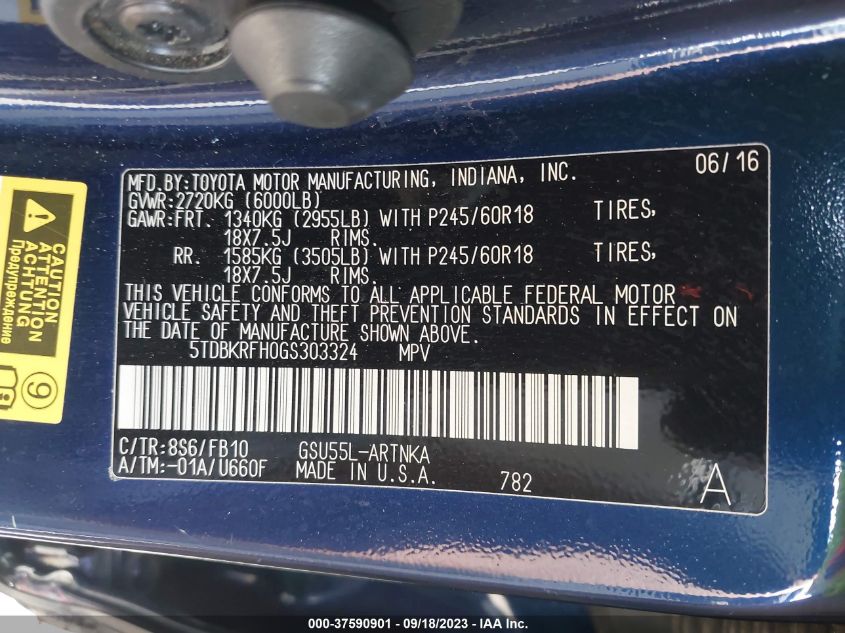 MFD. BY: TOYOTA MOTOR MANUFACTURING, INDIANA, INC. 06/16
GVWR: 2720KG (6000LB)
GAWR: FRT. 1340KG (2955LB) WITH P245/60R18 TIRES,
18X7.5J RIMS.
RR. 1585KG (3505LB) WITH P245/60R18 TIRES,
18X7.5J RIMS.
THIS VEHICLE CONFORMS TO ALL APPLICABLE FEDERAL MOTOR
VEHICLE SAFETY AND THEFT PREVENTION STANDARDS IN EFFECT ON
THE DATE OF MANUFACTURE SHOWN ABOVE.
5TDBKRFH0GS303324 MPV
C/TR: 8S6/FB10 GSU55L-ARTNKA
A/TM: -01A/U660F MADE IN U.S.A. 782 A
CAUTION
ATTENTION
ACHTUNG
Предупреждение
9
000-37590901 - 09/18/2023 - IAA Inc.